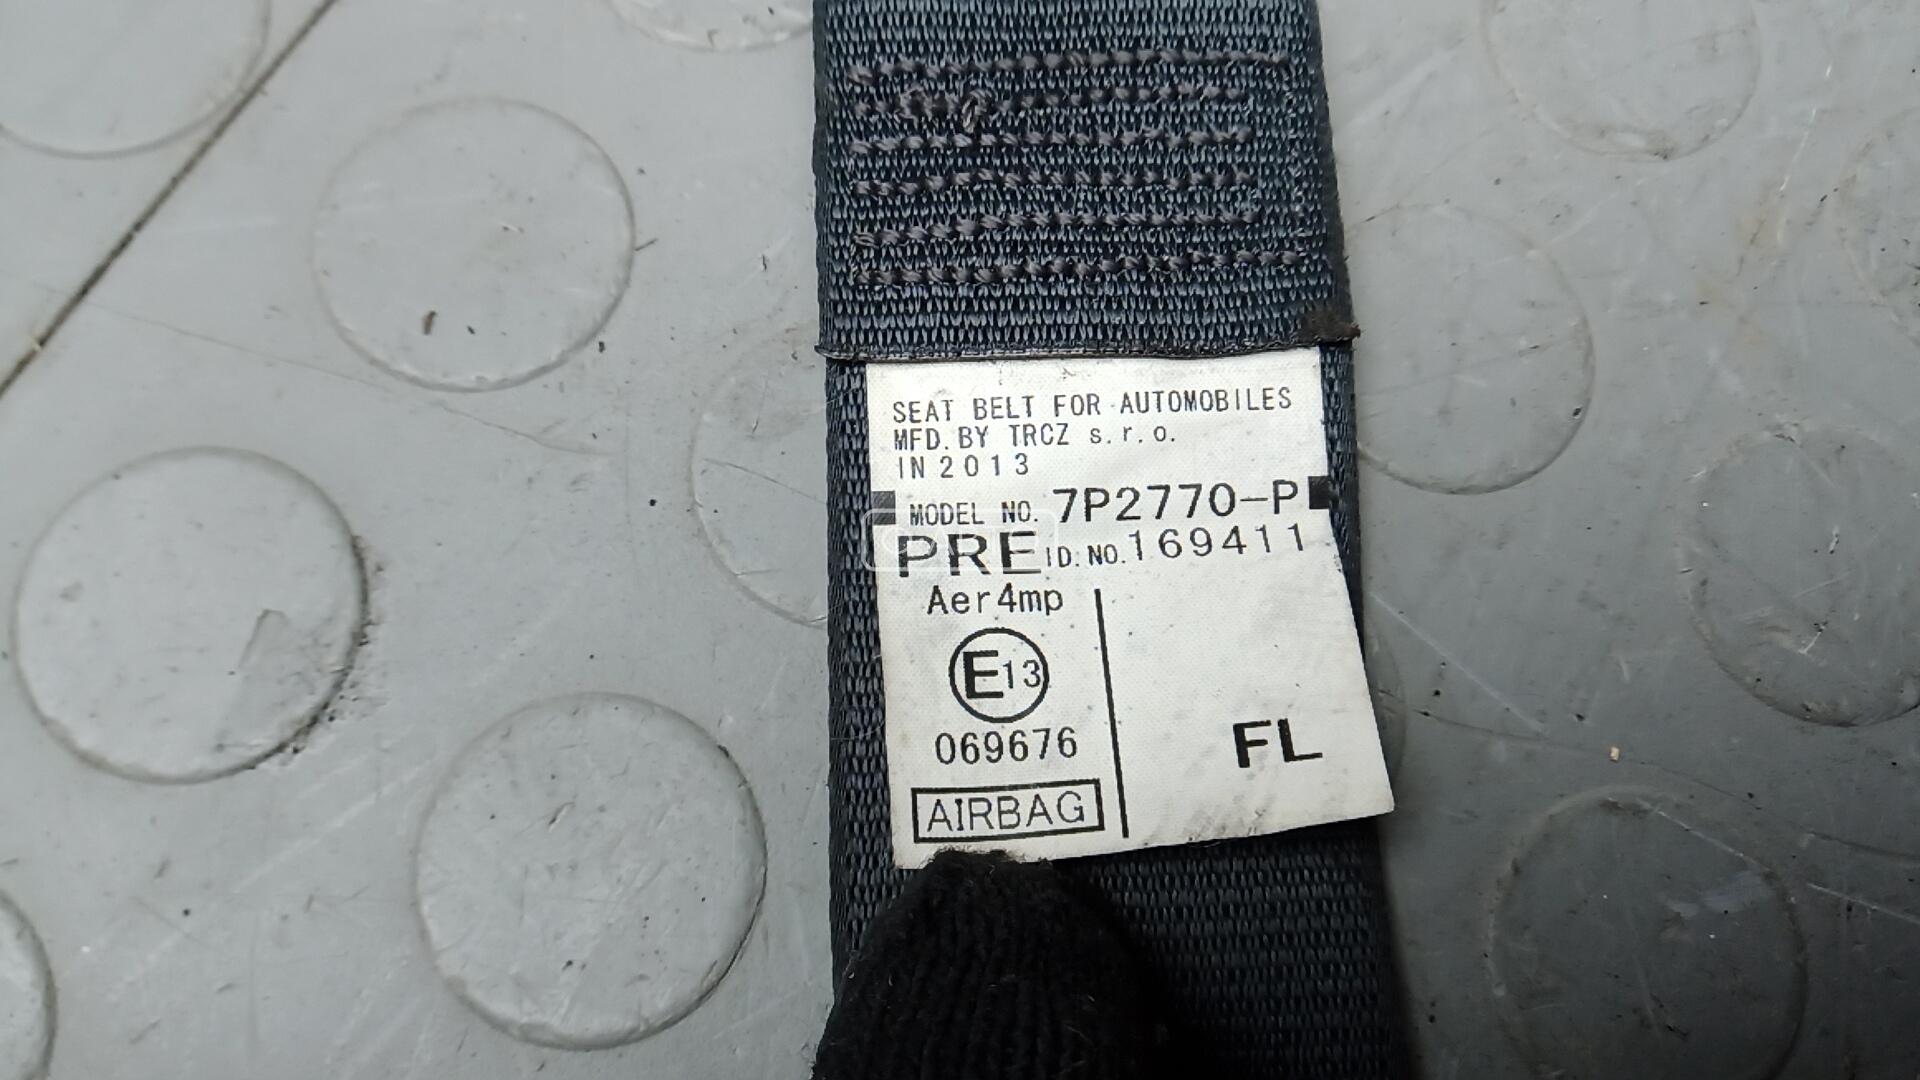 SEAT BELT FOR AUTOMOBILES
MFD. BY TRCZ s.r.o.
IN 2013
MODEL NO. 7P2770-P
PRE ID. NO. 169411
Aer4mp
E13
069676
FL
AIRBAG